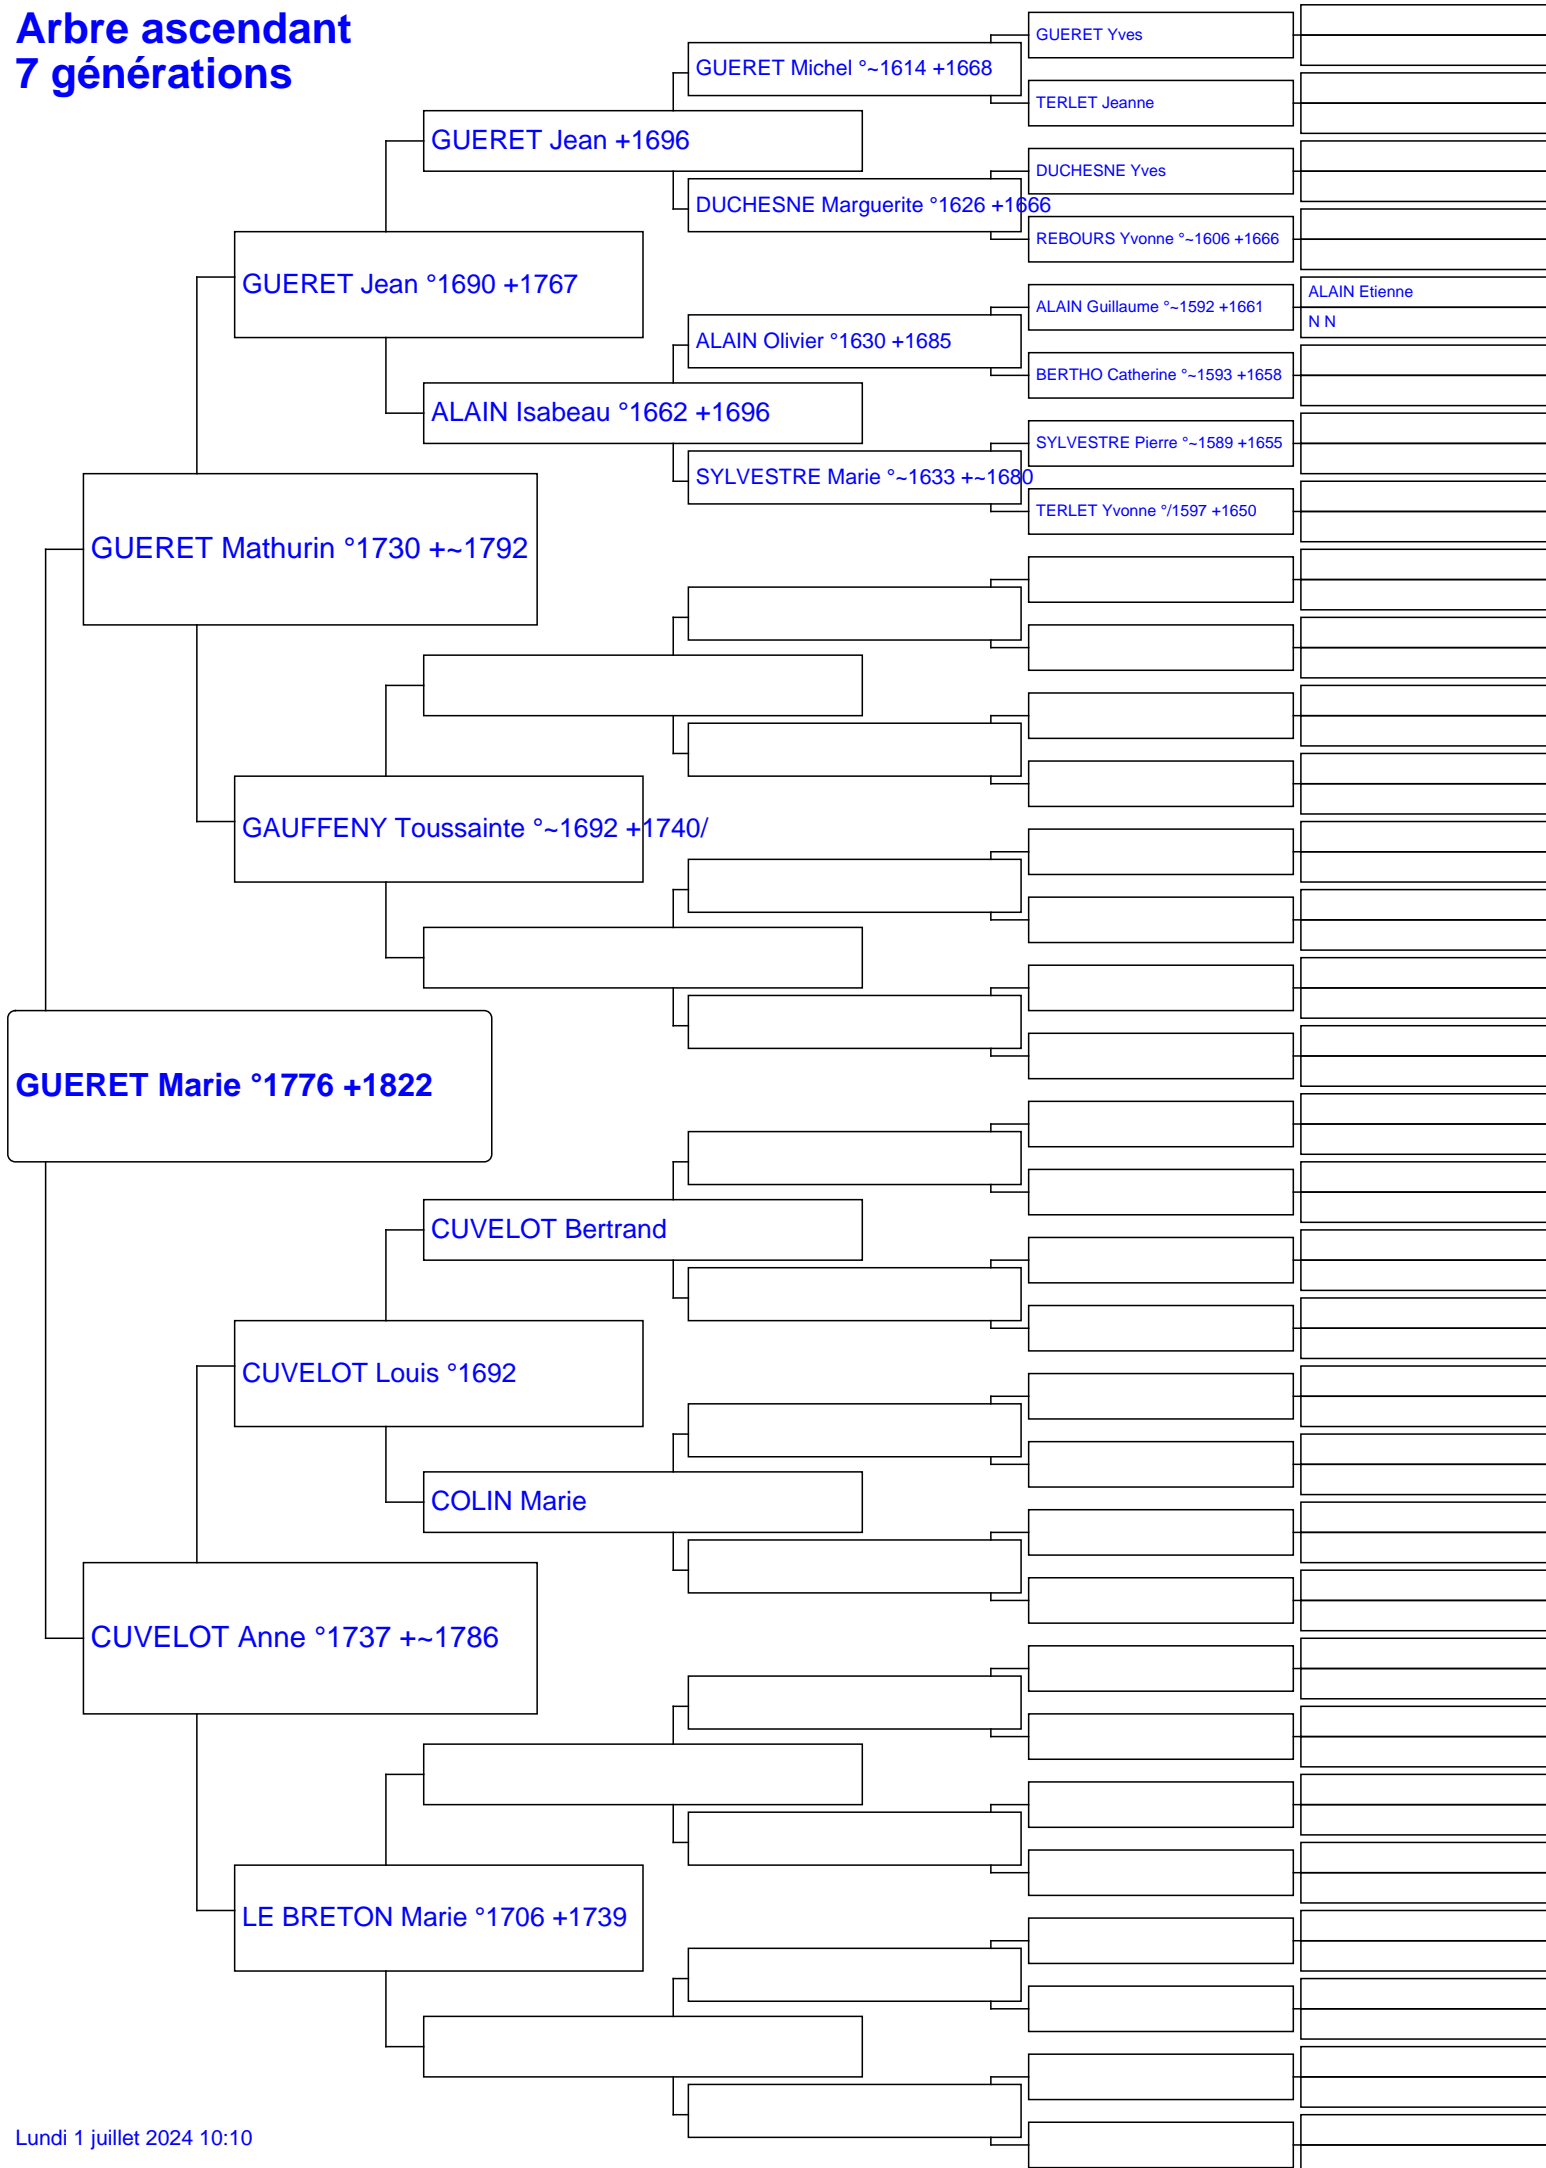 Arbre ascendant
7 générations
GUERET Yves
GUERET Michel °~1614 +1668
TERLET Jeanne
GUERET Jean +1696
DUCHESNE Yves
DUCHESNE Marguerite °1626 +1666
REBOURS Yvonne °~1606 +1666
GUERET Jean °1690 +1767
ALAIN Etienne
ALAIN Guillaume °~1592 +1661
N N
ALAIN Olivier °1630 +1685
BERTHO Catherine °~1593 +1658
ALAIN Isabeau °1662 +1696
SYLVESTRE Pierre °~1589 +1655
SYLVESTRE Marie °~1633 +~1680
TERLET Yvonne °/1597 +1650
GUERET Mathurin °1730 +~1792
GAUFFENY Toussainte °~1692 +1740/
GUERET Marie °1776 +1822
CUVELOT Bertrand
CUVELOT Louis °1692
COLIN Marie
CUVELOT Anne °1737 +~1786
LE BRETON Marie °1706 +1739
Lundi 1 juillet 2024 10:10